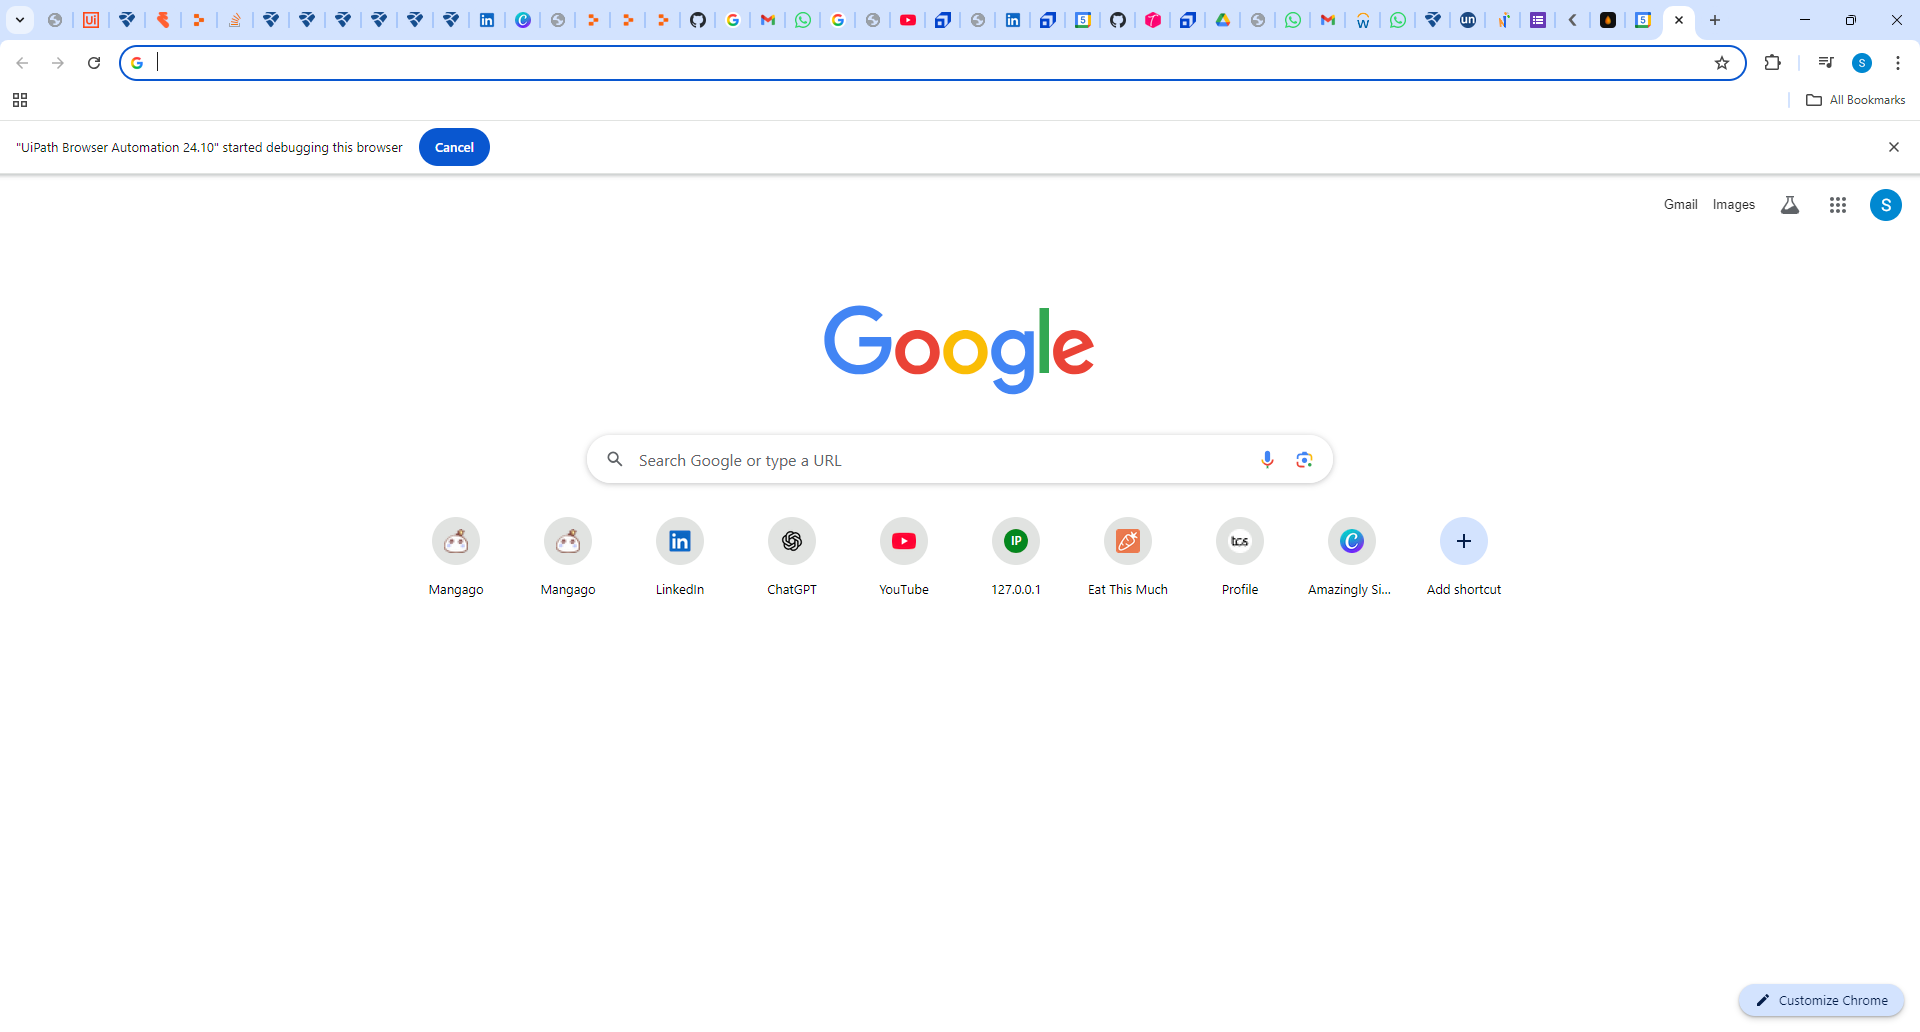 All Bookmarks
"UiPath Browser Automation 24.10" started debugging this browser
Cancel
Gmail
Images
S
Google
Search Google or type a URL
Mangago
Mangago
LinkedIn
ChatGPT
YouTube
127.0.0.1
Eat This Much
Profile
Amazingly Si...
Add shortcut
Customize Chrome